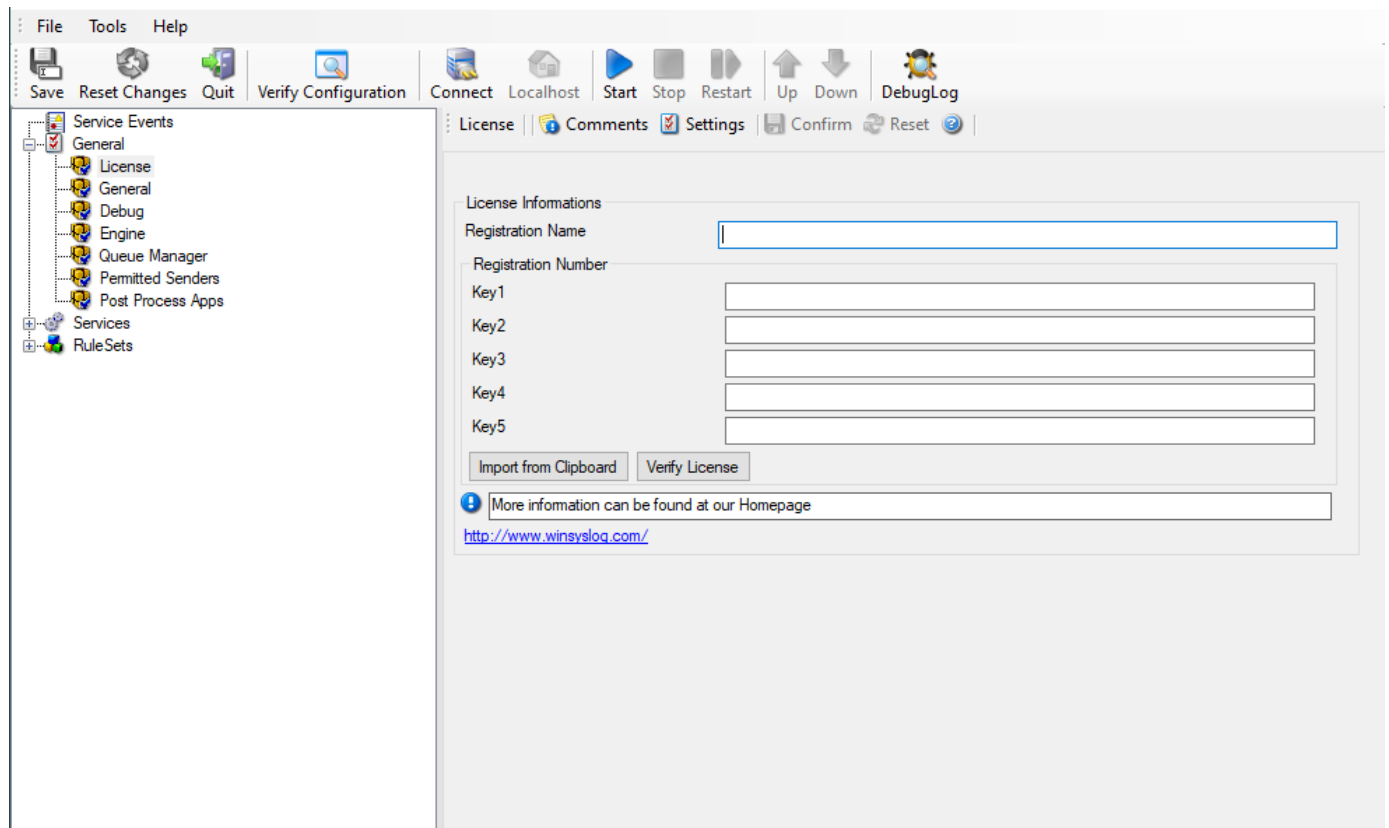 File Tools Help
Save Reset Changes Quit Verify Configuration Connect Localhost Start Stop Restart Up Down DebugLog
Service Events
General
License
General
Debug
Engine
Queue Manager
Permitted Senders
Post Process Apps
Services
RuleSets
License Comments Settings Confirm Reset
License Informations
Registration Name
Registration Number
Key1
Key2
Key3
Key4
Key5
Import from Clipboard Verify License
More information can be found at our Homepage
http://www.winsyslog.com/